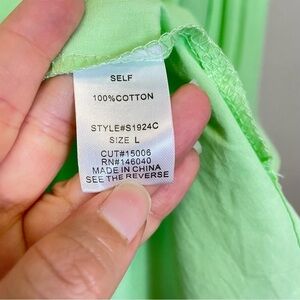 SELF
100%COTTON
STYLE#S1924C
SIZE L
CUT#15006
RN#146040
MADE IN CHINA
SEE THE REVERSE